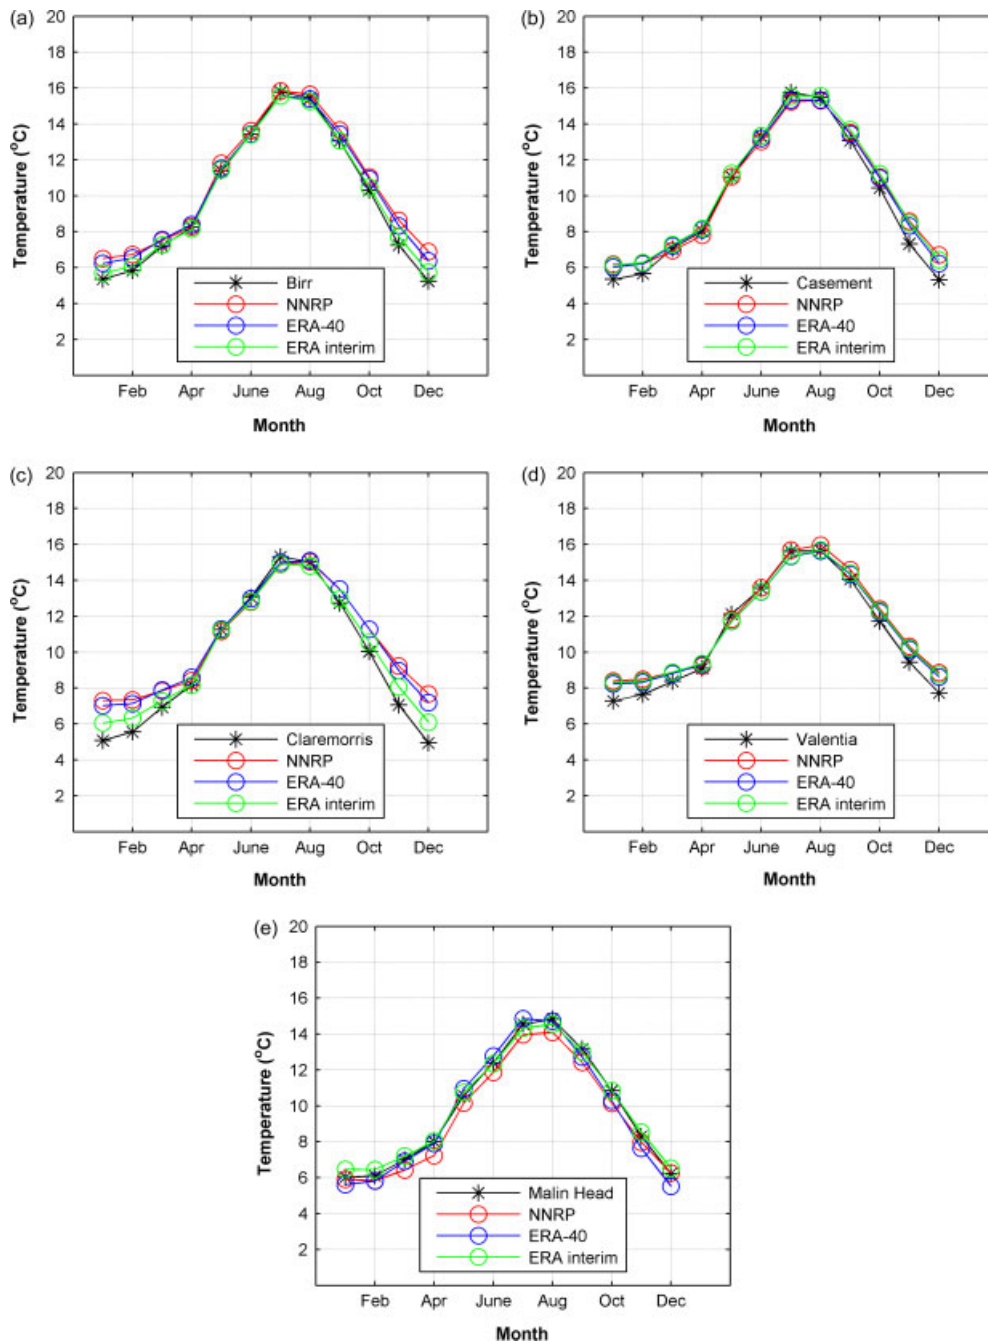 (a)
Temperature (°C)
20
18
16
14
12
10
8
6
4
2
Birr
NNRP
ERA-40
ERA interim
Feb Apr June Aug Oct Dec
Month
(b)
Temperature (°C)
20
18
16
14
12
10
8
6
4
2
Casement
NNRP
ERA-40
ERA interim
Feb Apr June Aug Oct Dec
Month
(c)
Temperature (°C)
20
18
16
14
12
10
8
6
4
2
Claremorris
NNRP
ERA-40
ERA interim
Feb Apr June Aug Oct Dec
Month
(d)
Temperature (°C)
20
18
16
14
12
10
8
6
4
2
Valentia
NNRP
ERA-40
ERA interim
Feb Apr June Aug Oct Dec
Month
(e)
Temperature (°C)
20
18
16
14
12
10
8
6
4
2
Malin Head
NNRP
ERA-40
ERA interim
Feb Apr June Aug Oct Dec
Month